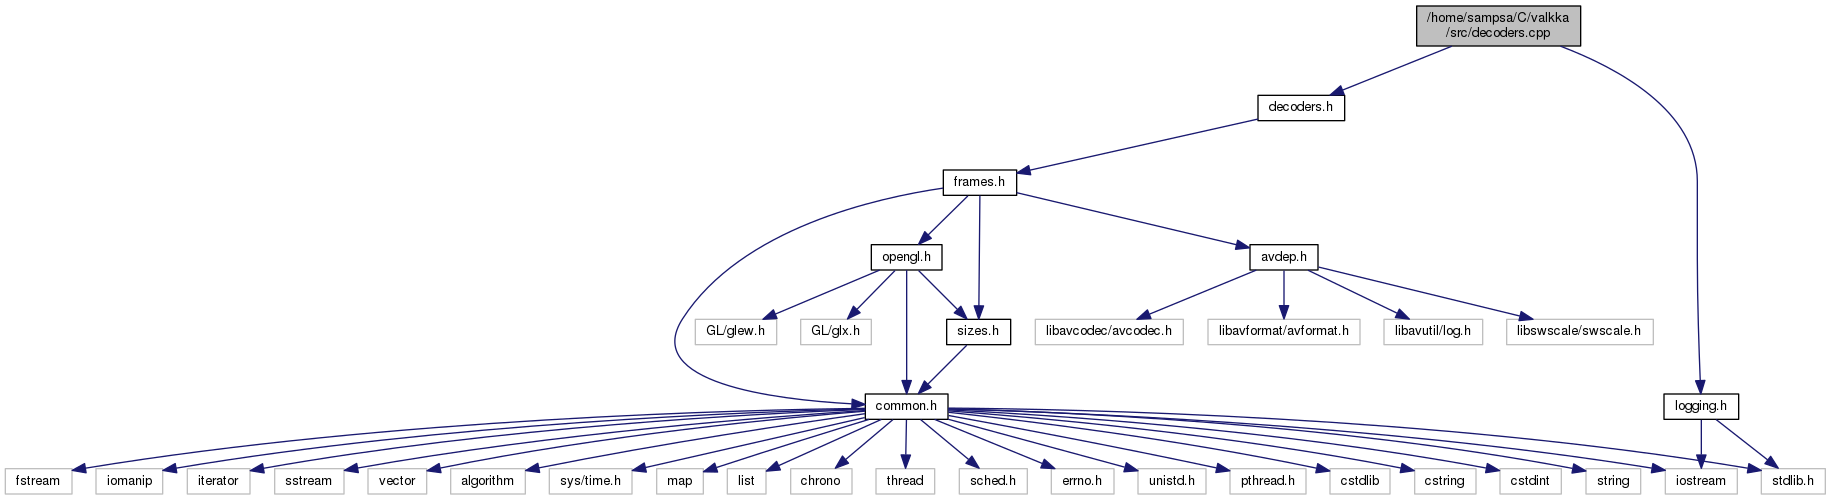 /home/sampsa/C/valkka
/src/decoders.cpp
decoders.h
frames.h
opengl.h
avdep.h
GL/glew.h
GL/glx.h
sizes.h
libavcodec/avcodec.h
libavformat/avformat.h
libavutil/log.h
libswscale/swscale.h
common.h
logging.h
fstream
iomanip
iterator
sstream
vector
algorithm
sys/time.h
map
list
chrono
thread
sched.h
errno.h
unistd.h
pthread.h
cstdlib
cstring
cstdint
string
iostream
stdlib.h